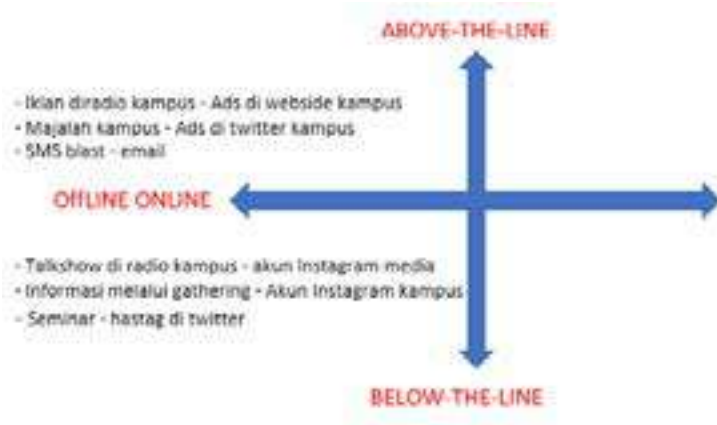 ABOVE-THE-LINE
- Iklan diradio kampus - Ads di webside kampus
- Majalah kampus - Ads di twitter kampus
- SMS blast - email
OffLINE ONLINE
- Talkshow di radio kampus - akun Instagram media
- Informasi melalui gathering - Akun Instagram kampus
- Seminar - hastag di twitter
BELOW-THE-LINE